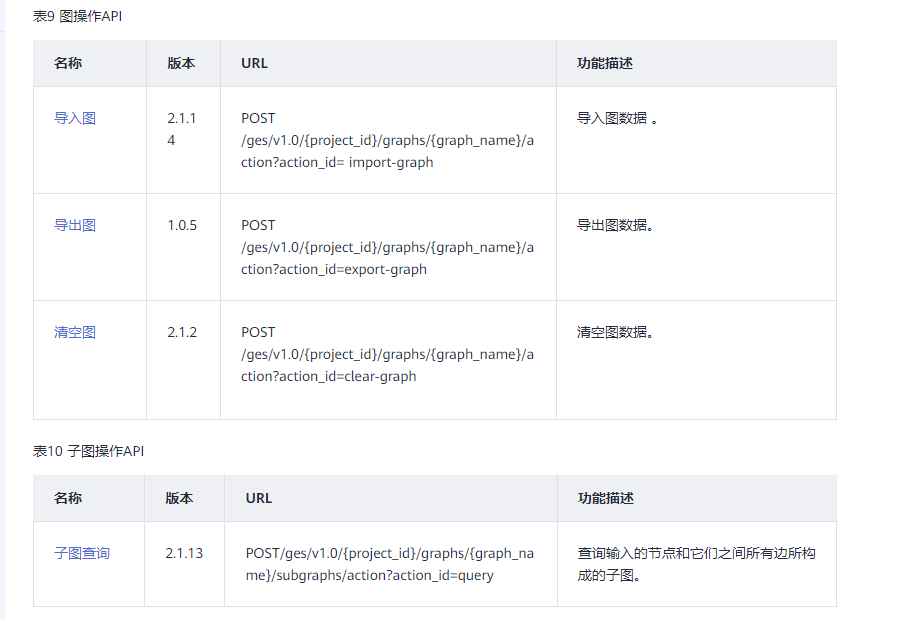 表9 图操作API
名称 版本 URL 功能描述
导入图 2.1.1 POST 导入图数据 。
4 /ges/v1.0/{project_id}/graphs/{graph_name}/a
ction?action_id= import-graph
导出图 1.0.5 POST 导出图数据。
/ges/v1.0/{project_id}/graphs/{graph_name}/a
ction?action_id=export-graph
清空图 2.1.2 POST 清空图数据。
/ges/v1.0/{project_id}/graphs/{graph_name}/a
ction?action_id=clear-graph
表10 子图操作API
名称 版本 URL 功能描述
子图查询 2.1.13 POST/ges/v1.0/{project_id}/graphs/{graph_na 查询输入的节点和它们之间所有边所构
me}/subgraphs/action?action_id=query 成的子图。